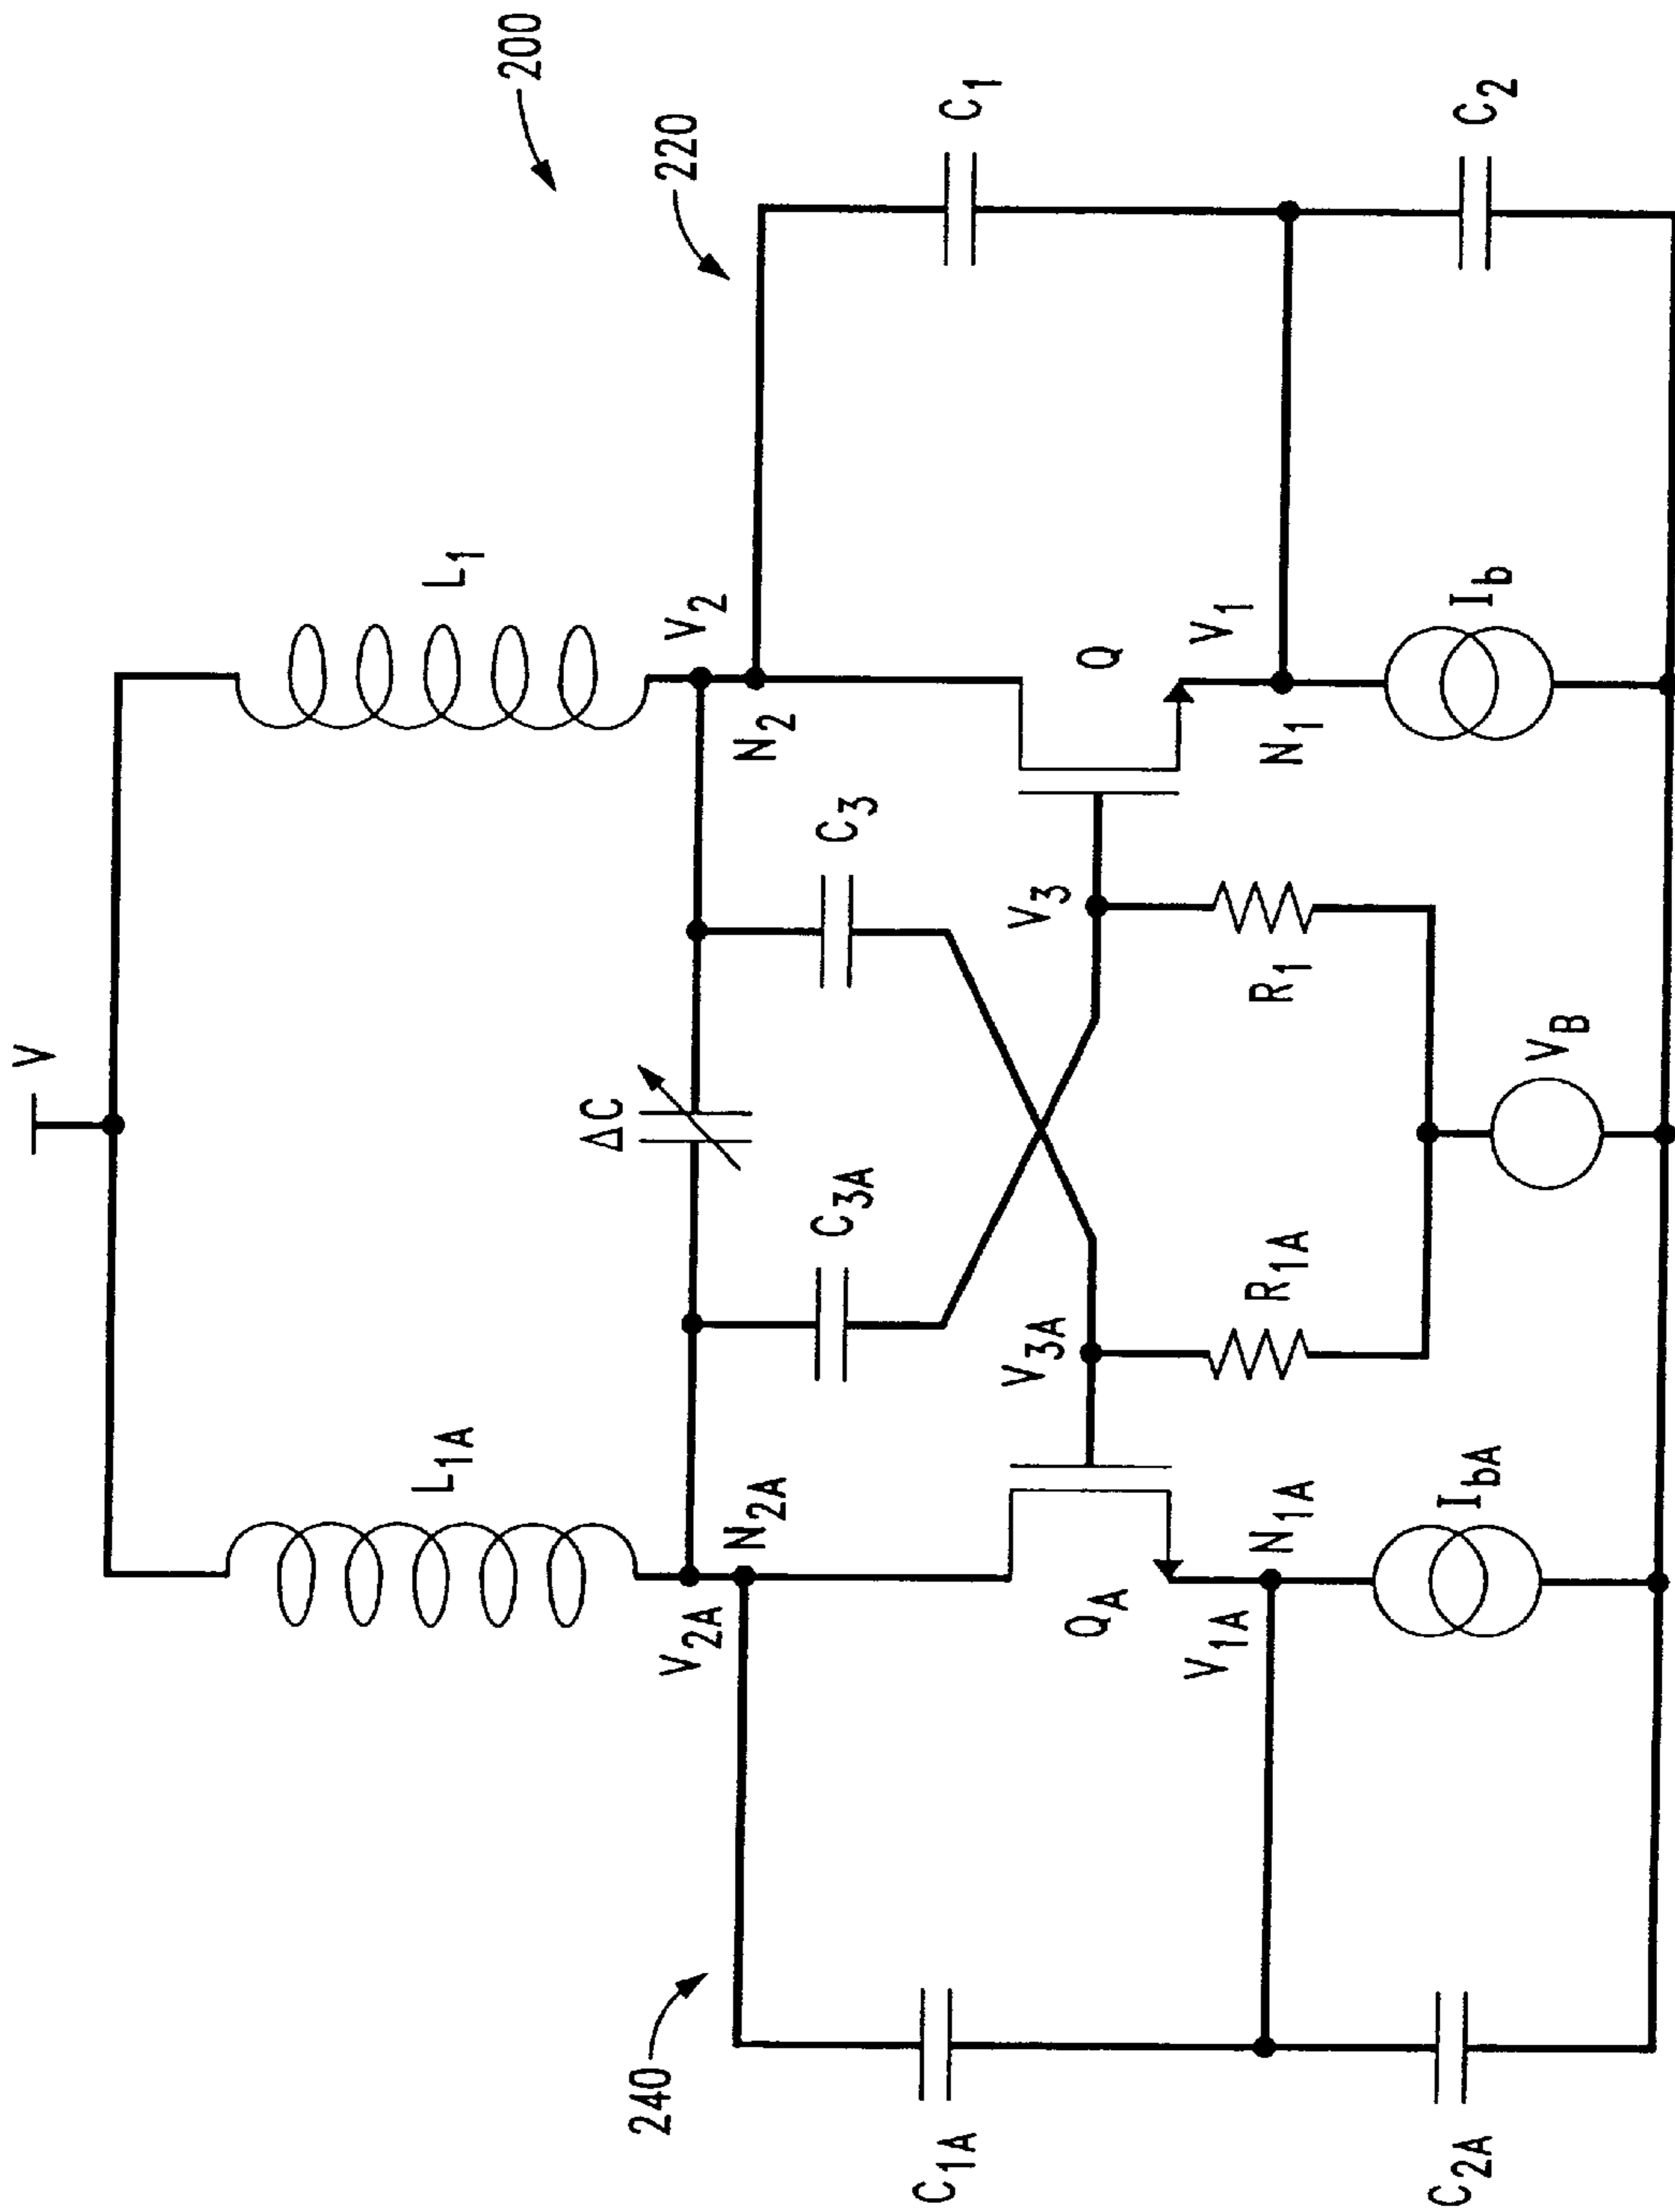 200
V
L1A
L1
240
220
V2A
N2A
ΔC
N2
V2
C3A
C3
C1A
C1
QA
V3A
V3
Q
V1A
N1A
R1A
R1
N1
V1
C2A
IbA
VB
Ib
C2